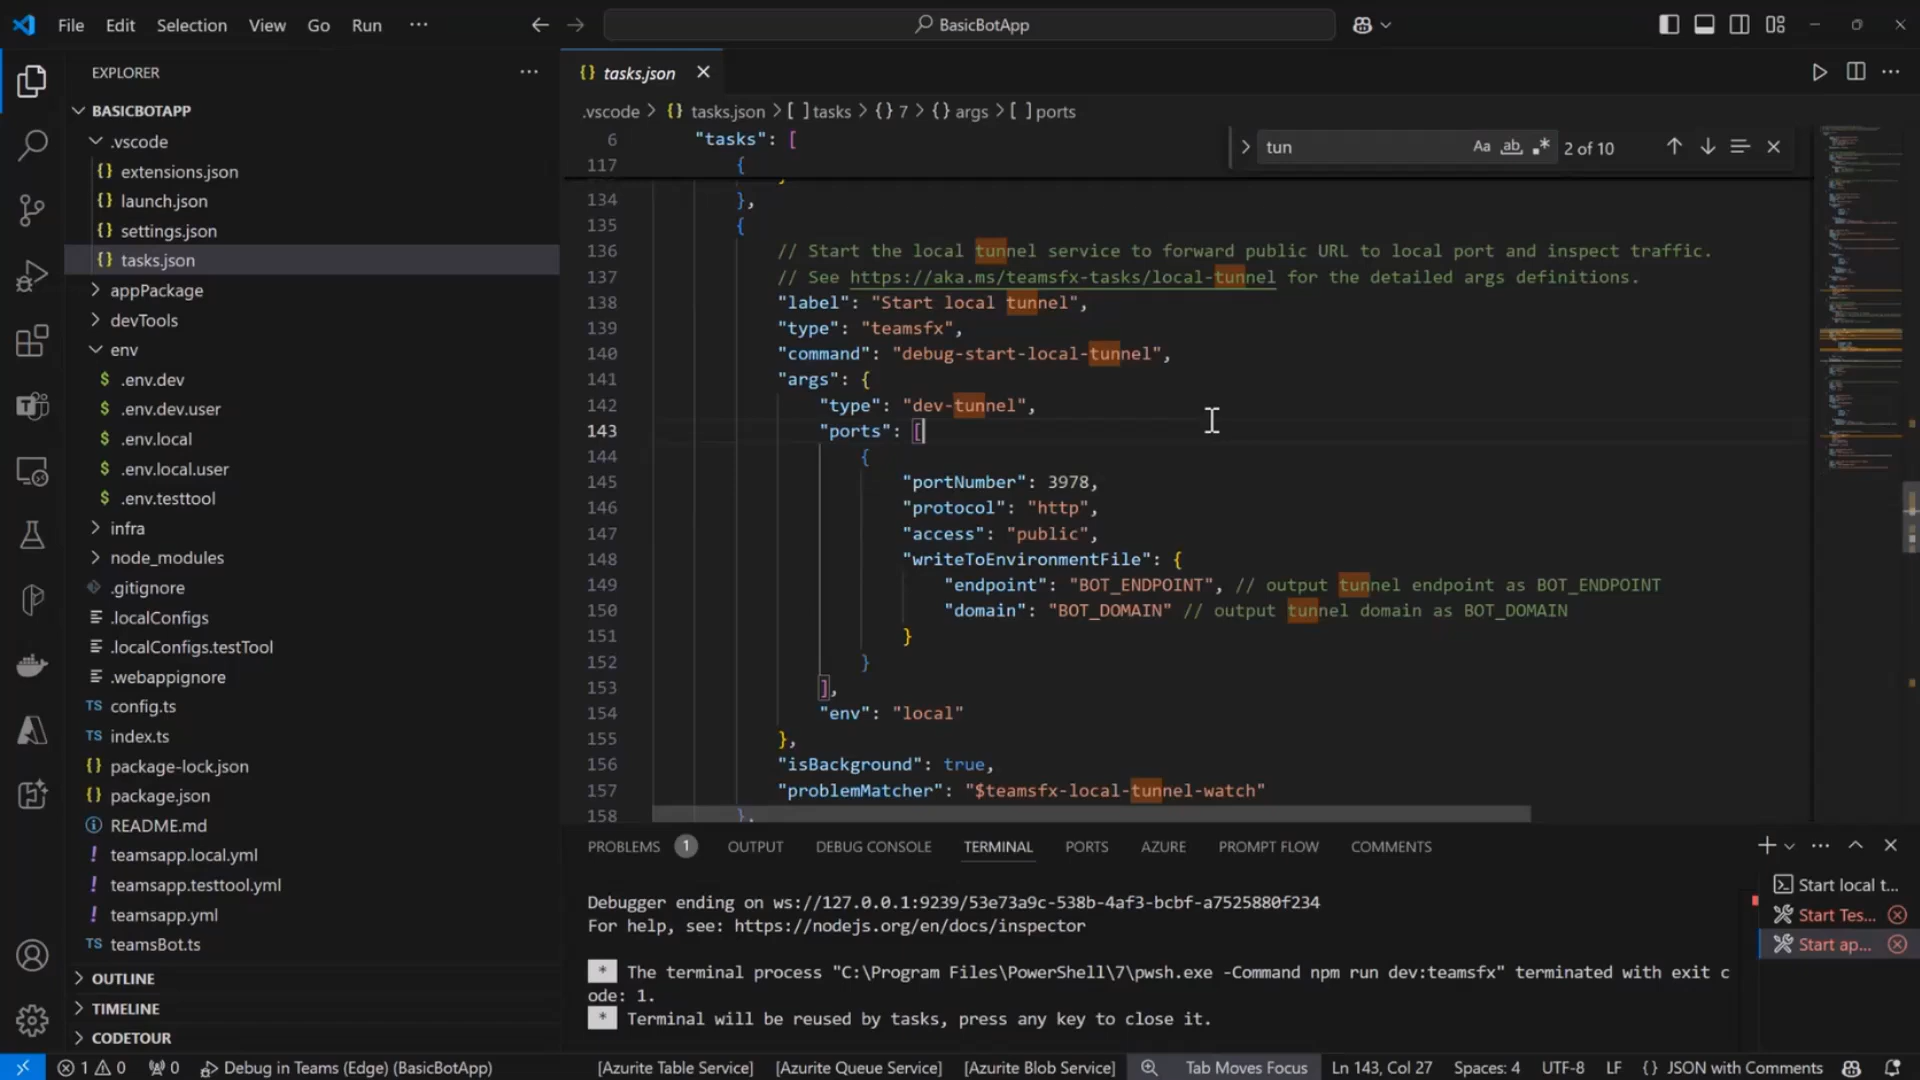 File Edit Selection View Go Run ···
BasicBotApp
EXPLORER ···
tasks.json
BASICBOTAPP
.vscode > {} tasks.json > [ ] tasks > {} 7 > {} args > [ ] ports
.vscode
extensions.json
launch.json
settings.json
tasks.json
appPackage
devTools
env
.env.dev
.env.dev.user
.env.local
.env.local.user
.env.testtool
infra
node_modules
.gitignore
.localConfigs
.localConfigs.testTool
.webappignore
TS config.ts
TS index.ts
package-lock.json
package.json
README.md
teamsapp.local.yml
teamsapp.testtool.yml
teamsapp.yml
TS teamsBot.ts
OUTLINE
TIMELINE
CODETOUR
tun Aa ab .* 2 of 10
6 "tasks": [
117 {
134 },
135 {
136 // Start the local tunnel service to forward public URL to local port and inspect traffic.
137 // See https://aka.ms/teamsfx-tasks/local-tunnel for the detailed args definitions.
138 "label": "Start local tunnel",
139 "type": "teamsfx",
140 "command": "debug-start-local-tunnel",
141 "args": {
142 "type": "dev-tunnel",
143 "ports": [
144 {
145 "portNumber": 3978,
146 "protocol": "http",
147 "access": "public",
148 "writeToEnvironmentFile": {
149 "endpoint": "BOT_ENDPOINT", // output tunnel endpoint as BOT_ENDPOINT
150 "domain": "BOT_DOMAIN" // output tunnel domain as BOT_DOMAIN
151 }
152 }
153 ],
154 "env": "local"
155 },
156 "isBackground": true,
157 "problemMatcher": "$teamsfx-local-tunnel-watch"
158 },
PROBLEMS 1 OUTPUT DEBUG CONSOLE TERMINAL PORTS AZURE PROMPT FLOW COMMENTS
Debugger ending on ws://127.0.0.1:9239/53e73a9c-538b-4af3-bcbf-a7525880f234
For help, see: https://nodejs.org/en/docs/inspector
* The terminal process "C:\Program Files\PowerShell\7\pwsh.exe -Command npm run dev:teamsfx" terminated with exit c
ode: 1.
* Terminal will be reused by tasks, press any key to close it.
Start local t...
Start Tes...
Start ap...
1 0 0 Debug in Teams (Edge) (BasicBotApp) [Azurite Table Service] [Azurite Queue Service] [Azurite Blob Service] Tab Moves Focus Ln 143, Col 27 Spaces: 4 UTF-8 LF {} JSON with Comments